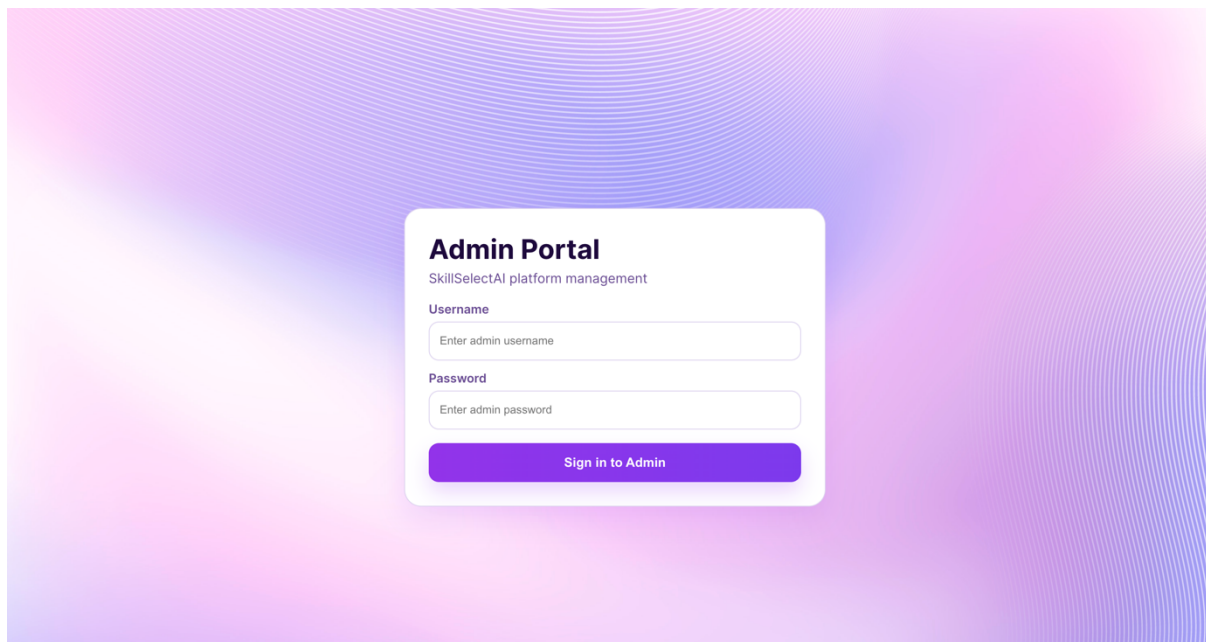 Admin Portal
SkillSelectAI platform management
Username
Enter admin username
Password
Enter admin password
Sign in to Admin